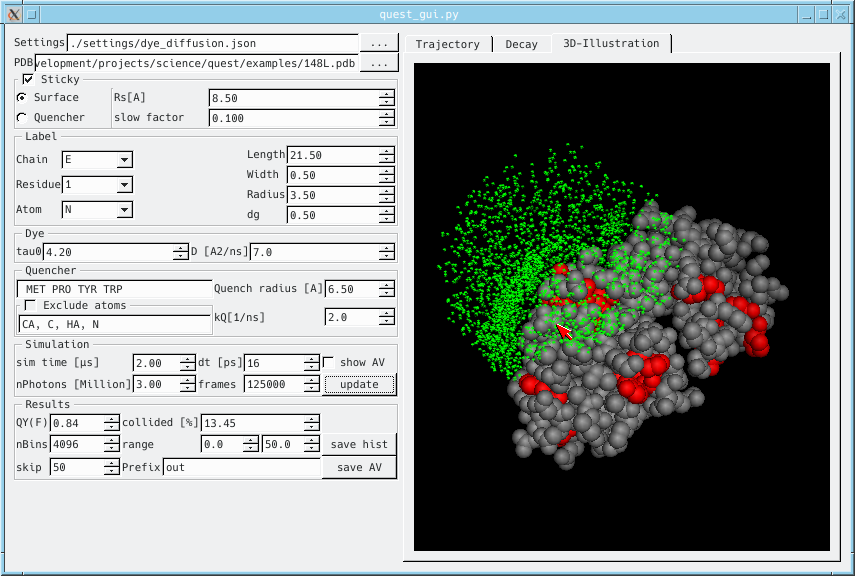 quest_gui.py
Settings ./settings/dye_diffusion.json ...
PDB velopment/projects/science/quest/examples/148L.pdb ...
Trajectory Decay 3D-Illustration
Sticky
Surface Rs[A] 8.50
Quencher slow factor 0.100
Label
Chain E Length 21.50
Width 0.50
Residue 1 Radius 3.50
Atom N dg 0.50
Dye
tau0 4.20 D [A2/ns] 7.0
Quencher
MET PRO TYR TRP Quench radius [A] 6.50
Exclude atoms
CA, C, HA, N kQ[1/ns] 2.0
Simulation
sim time [µs] 2.00 dt [ps] 16 show AV
nPhotons [Million] 3.00 frames 125000 update
Results
QY(F) 0.84 collided [%] 13.45
nBins 4096 range 0.0 50.0 save hist
skip 50 Prefix out save AV